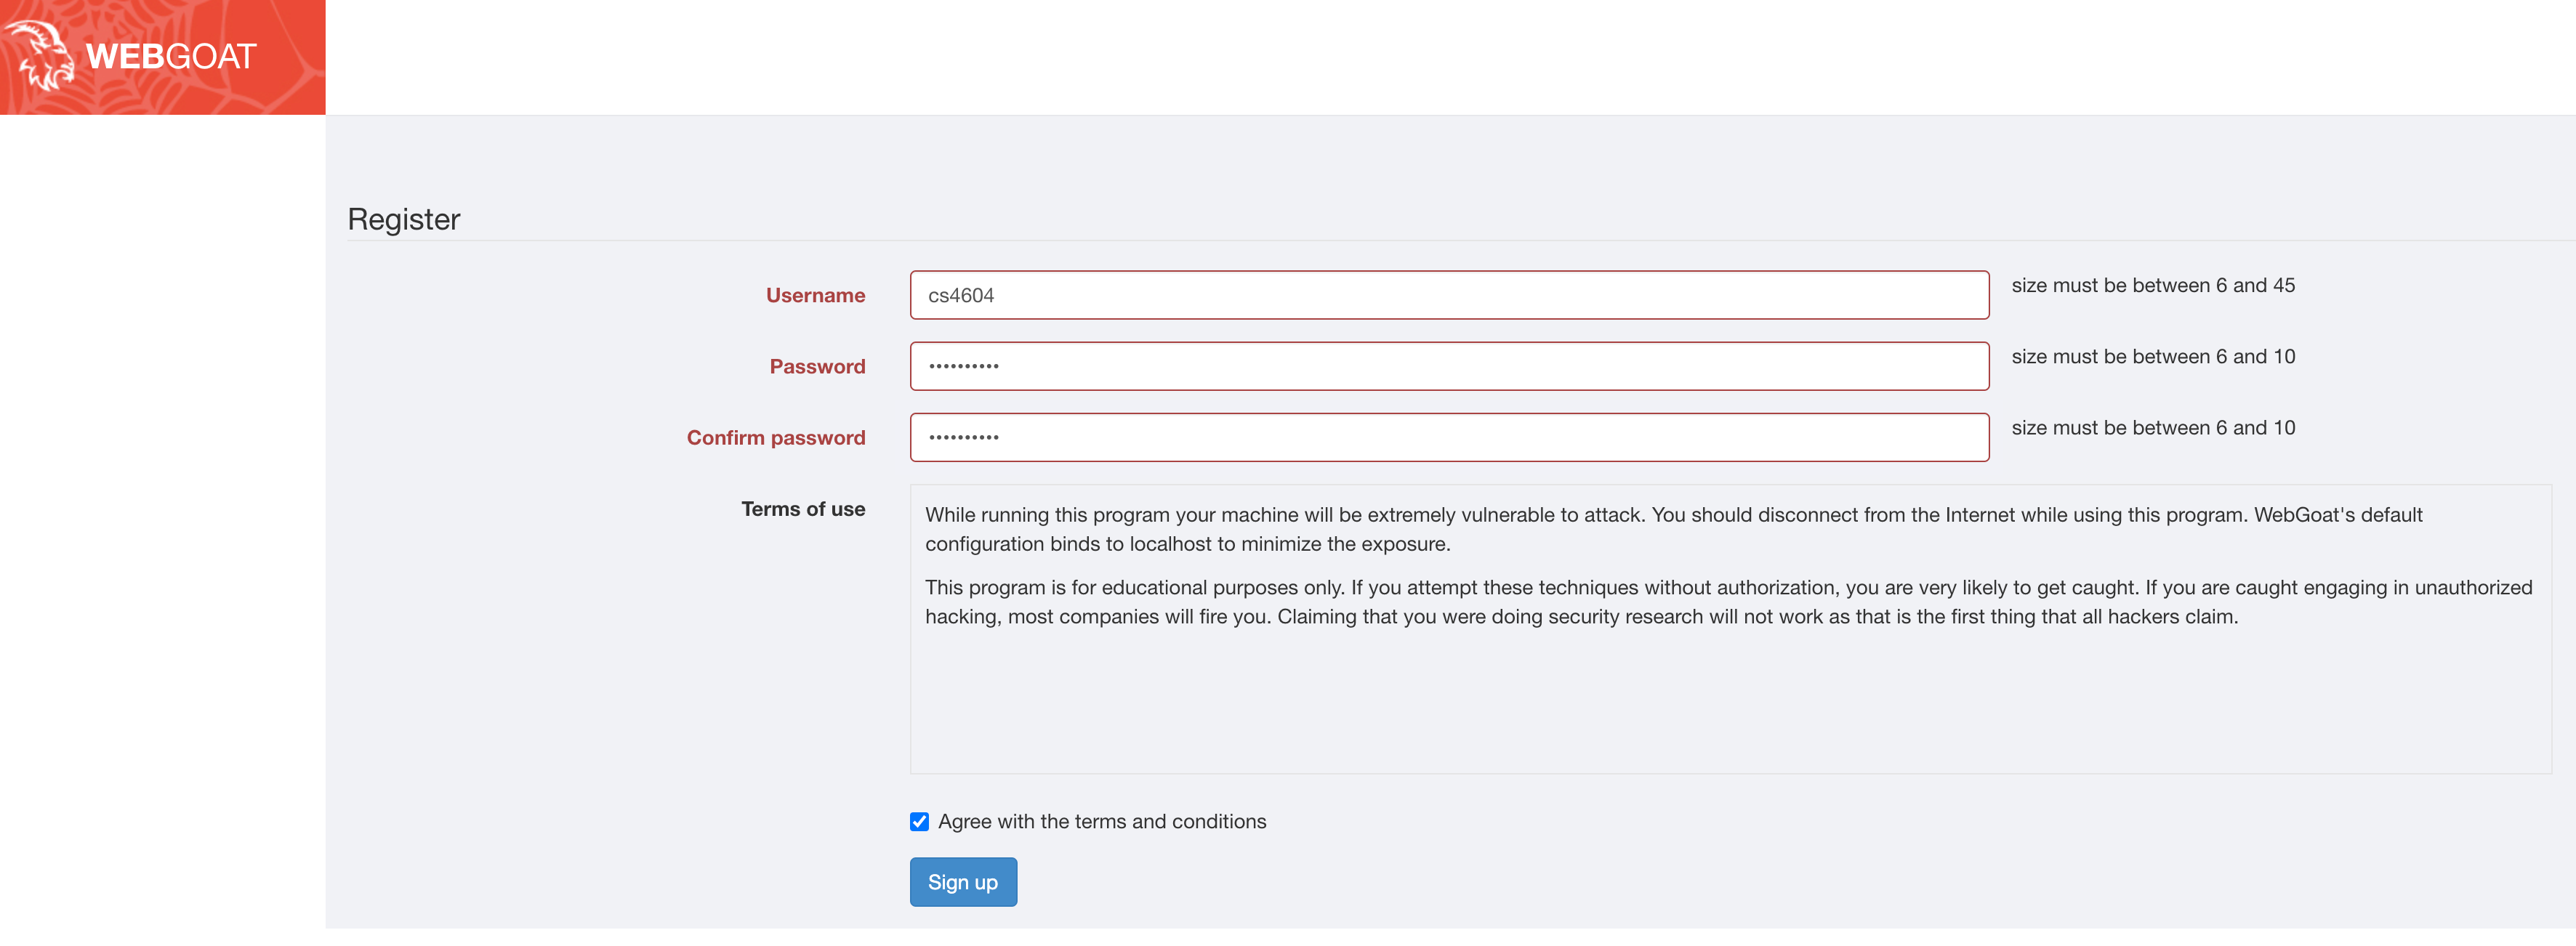 WEBGOAT
Register
Username
cs4604
size must be between 6 and 45
Password
••••••••••
size must be between 6 and 10
Confirm password
••••••••••
size must be between 6 and 10
Terms of use
While running this program your machine will be extremely vulnerable to attack. You should disconnect from the Internet while using this program. WebGoat's default
configuration binds to localhost to minimize the exposure.
This program is for educational purposes only. If you attempt these techniques without authorization, you are very likely to get caught. If you are caught engaging in unauthorized
hacking, most companies will fire you. Claiming that you were doing security research will not work as that is the first thing that all hackers claim.
Agree with the terms and conditions
Sign up